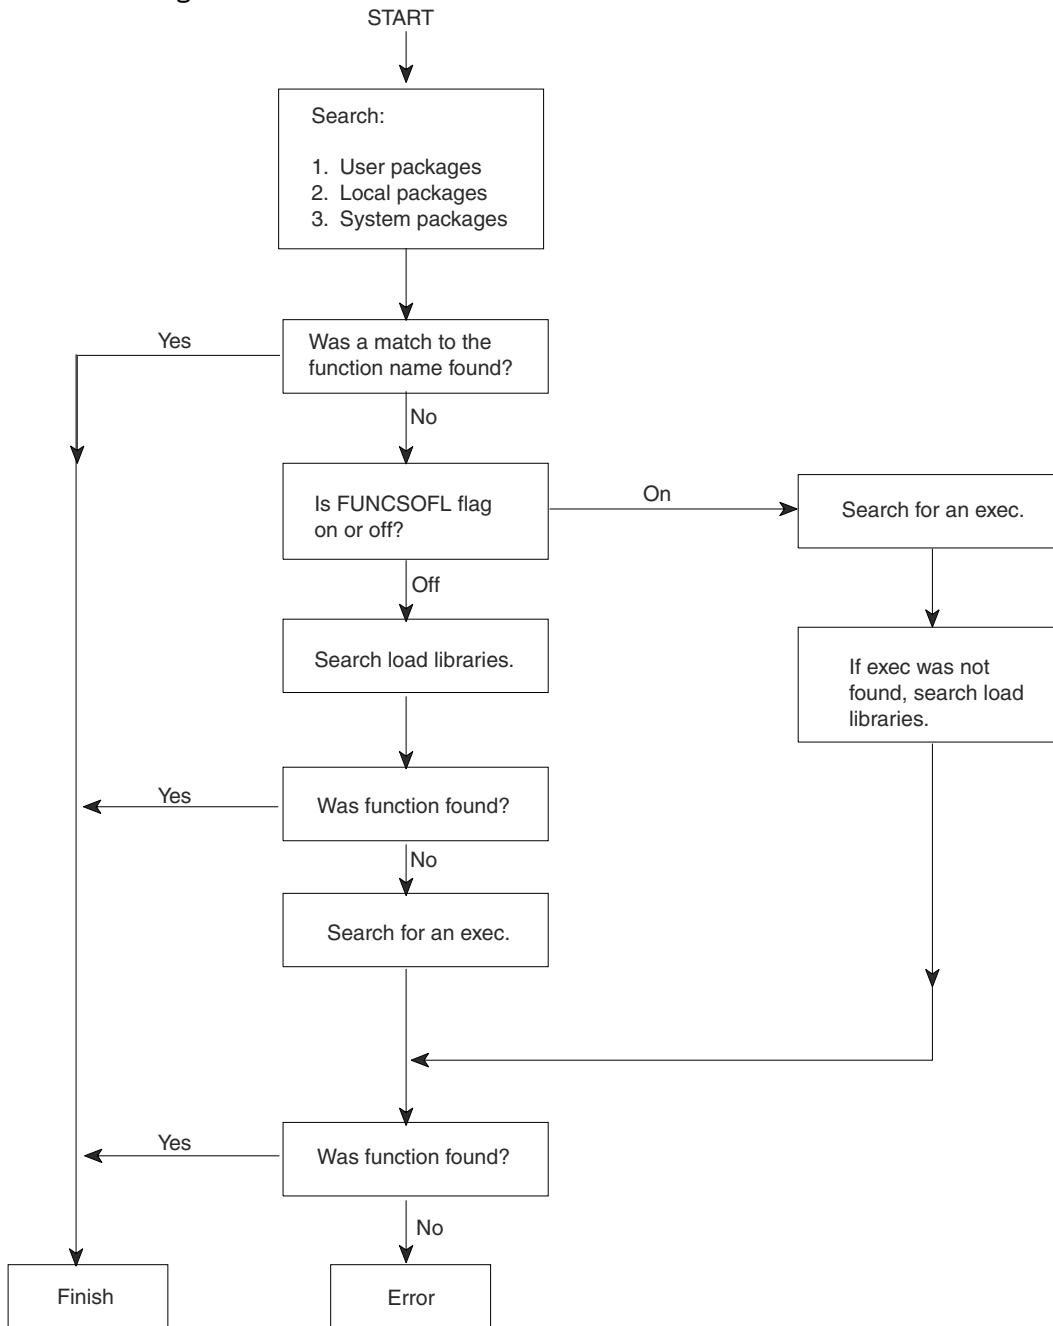 START
Search:
1. User packages
2. Local packages
3. System packages
Yes
Was a match to the
function name found?
No
Is FUNCSOFL flag
on or off?
On
Search for an exec.
Off
Search load libraries.
If exec was not
found, search load
libraries.
Yes
Was function found?
No
Search for an exec.
Yes
Was function found?
No
Finish
Error